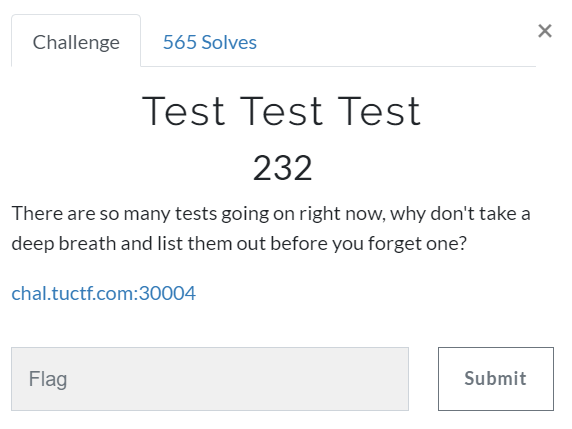 Challenge
565 Solves
×
Test Test Test
232
There are so many tests going on right now, why don't take a
deep breath and list them out before you forget one?
chal.tuctf.com:30004
Flag
Submit